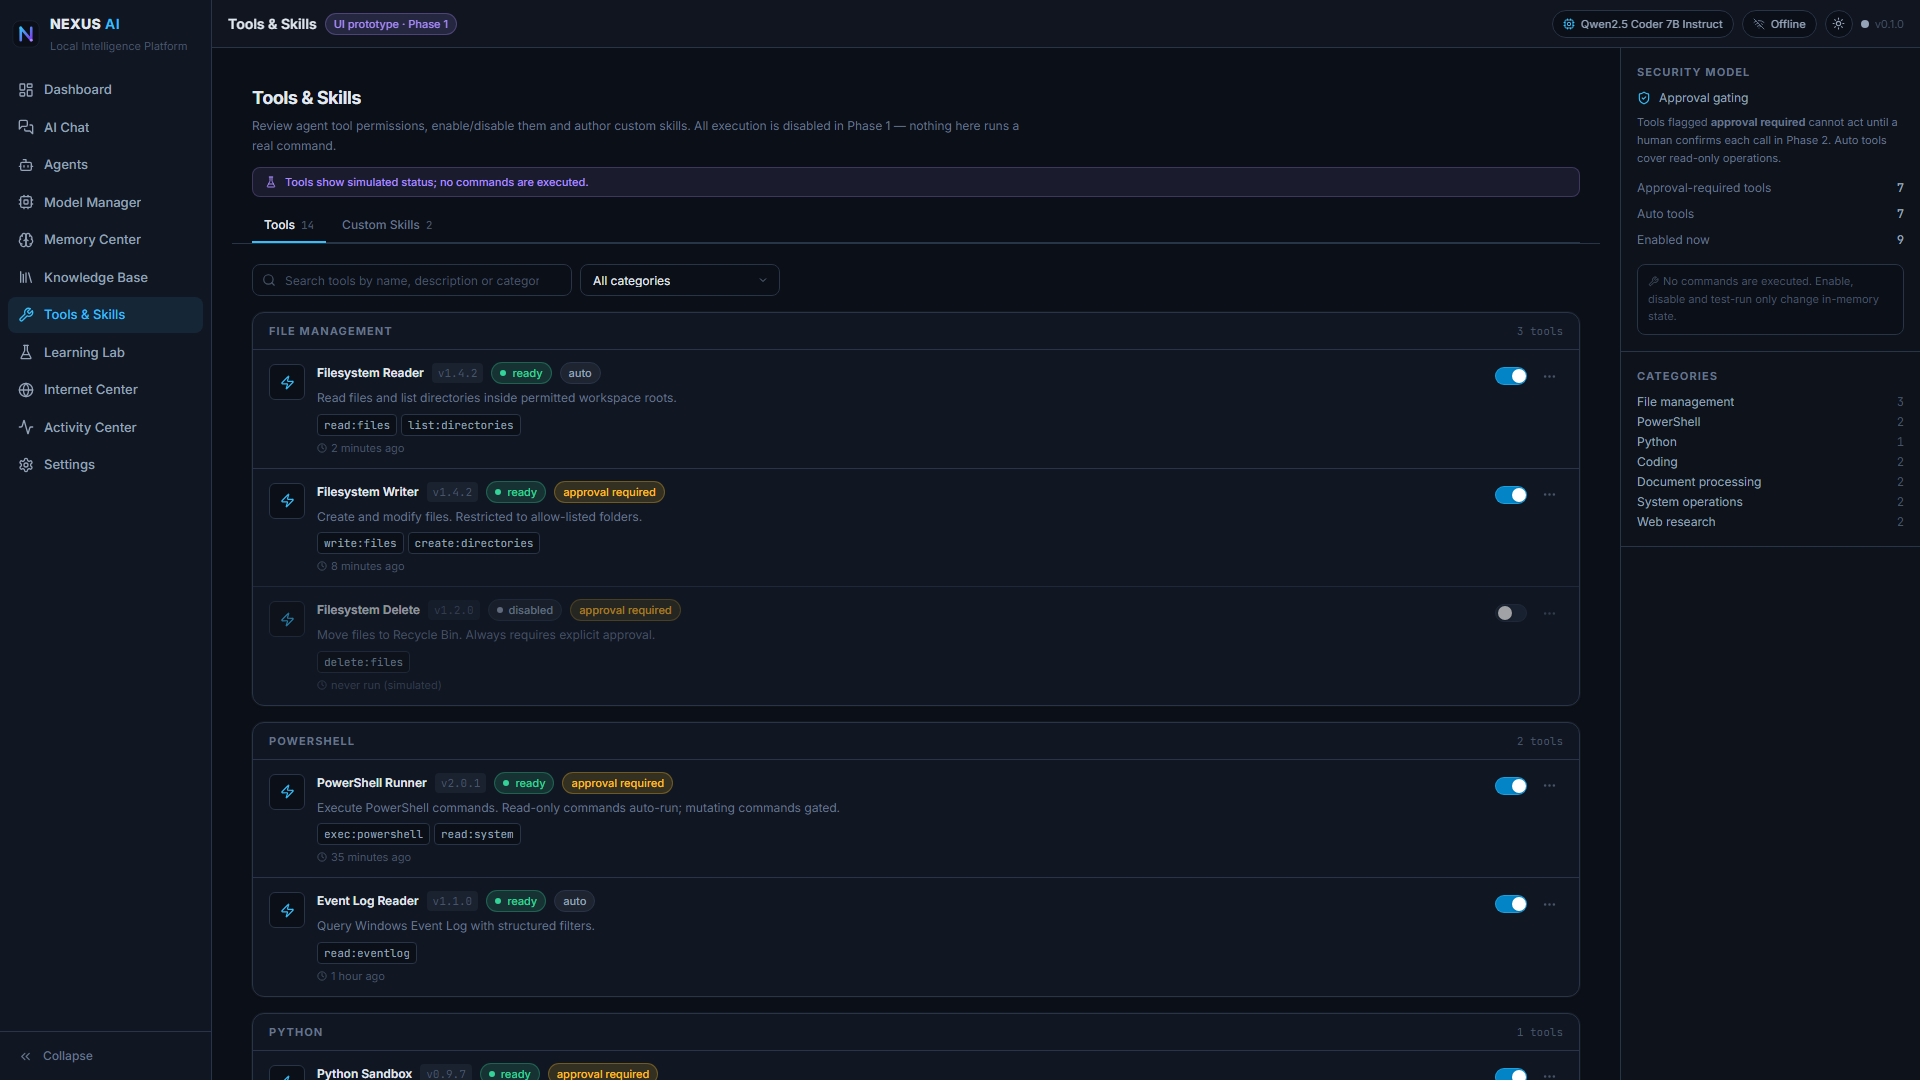 NEXUS AI
Local Intelligence Platform
Dashboard
AI Chat
Agents
Model Manager
Memory Center
Knowledge Base
Tools & Skills
Learning Lab
Internet Center
Activity Center
Settings
Collapse
Tools & Skills UI prototype · Phase 1
Qwen2.5 Coder 7B Instruct Offline v0.1.0
Tools & Skills
Review agent tool permissions, enable/disable them and author custom skills. All execution is disabled in Phase 1 — nothing here runs a
real command.
Tools show simulated status; no commands are executed.
Tools 14 Custom Skills 2
Search tools by name, description or categor All categories
FILE MANAGEMENT 3 tools
Filesystem Reader v1.4.2 ready auto
Read files and list directories inside permitted workspace roots.
read:files list:directories
2 minutes ago
Filesystem Writer v1.4.2 ready approval required
Create and modify files. Restricted to allow-listed folders.
write:files create:directories
8 minutes ago
Filesystem Delete v1.2.0 disabled approval required
Move files to Recycle Bin. Always requires explicit approval.
delete:files
never run (simulated)
POWERSHELL 2 tools
PowerShell Runner v2.0.1 ready approval required
Execute PowerShell commands. Read-only commands auto-run; mutating commands gated.
exec:powershell read:system
35 minutes ago
Event Log Reader v1.1.0 ready auto
Query Windows Event Log with structured filters.
read:eventlog
1 hour ago
PYTHON 1 tools
Python Sandbox v0.9.7 ready approval required
SECURITY MODEL
Approval gating
Tools flagged approval required cannot act until a
human confirms each call in Phase 2. Auto tools
cover read-only operations.
Approval-required tools 7
Auto tools 7
Enabled now 9
No commands are executed. Enable,
disable and test-run only change in-memory
state.
CATEGORIES
File management 3
PowerShell 2
Python 1
Coding 2
Document processing 2
System operations 2
Web research 2